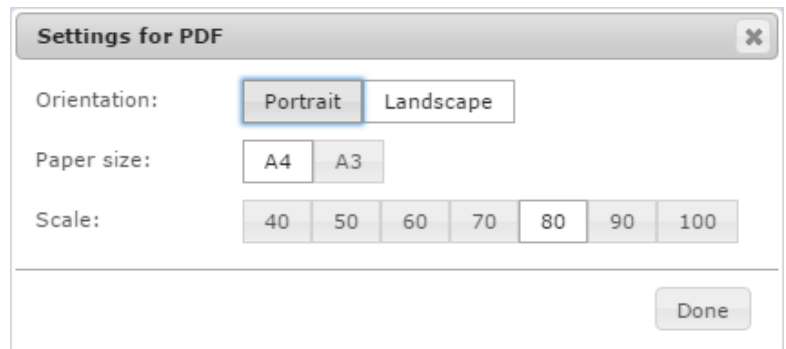 Settings for PDF
Orientation: Portrait Landscape
Paper size: A4 A3
Scale: 40 50 60 70 80 90 100
Done